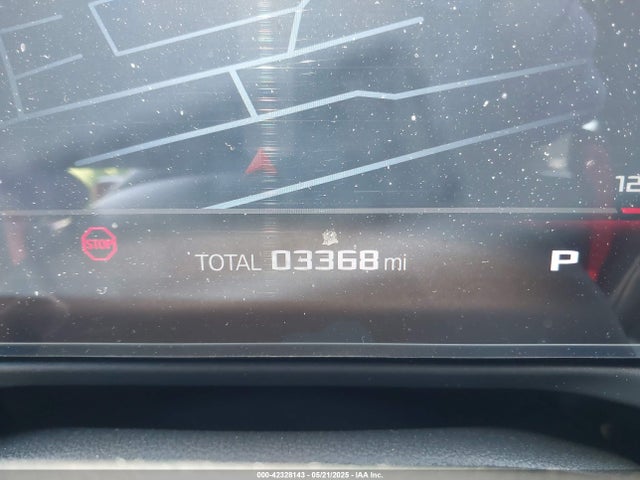 12
STOP
TOTAL 03368 mi
P
000-42328143 - 05/21/2025 - IAA Inc.